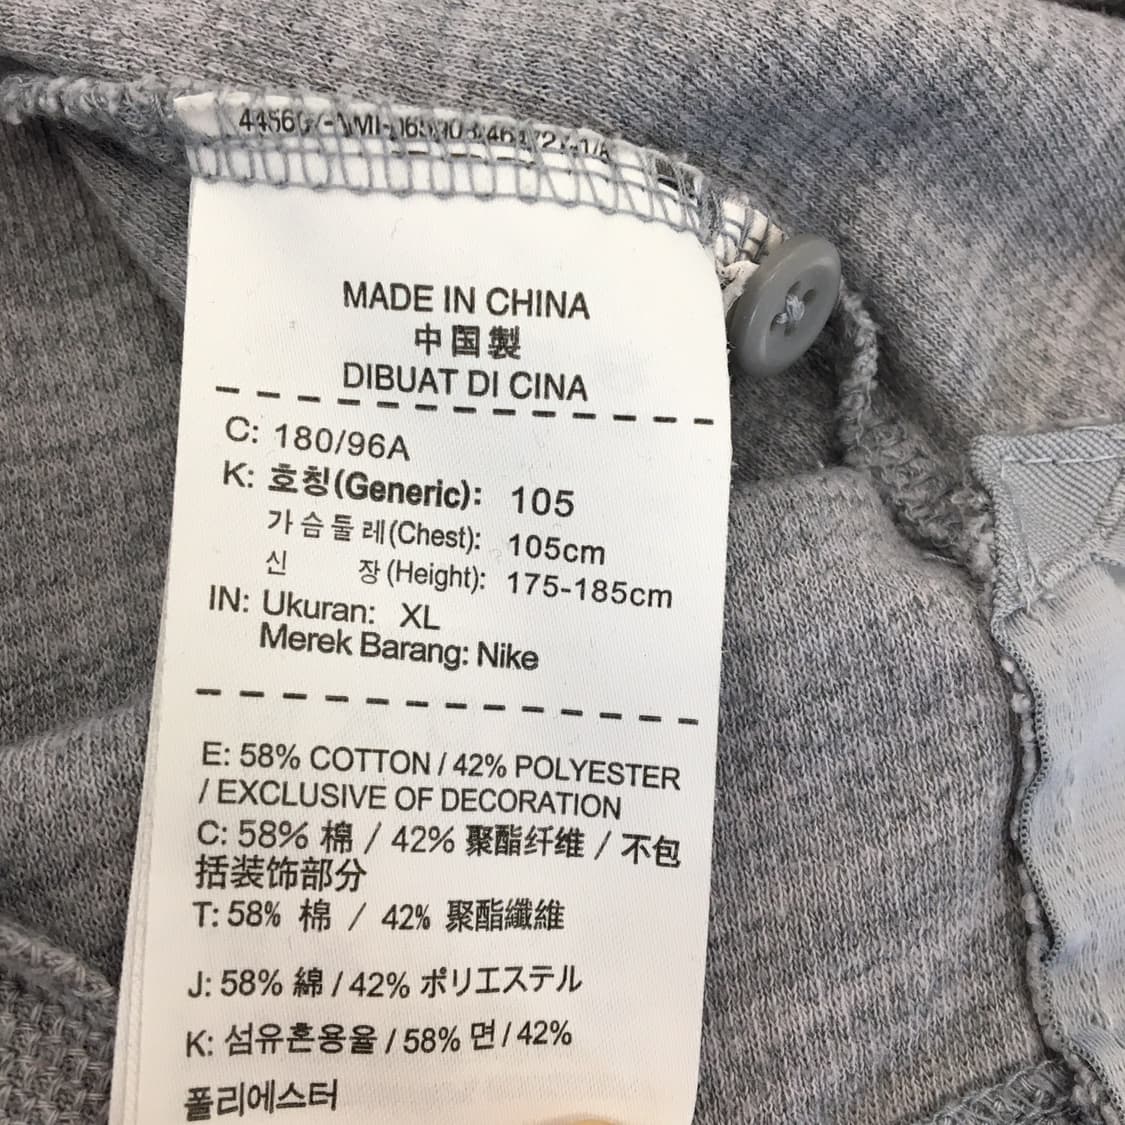 MADE IN CHINA
中国製
DIBUAT DI CINA
C: 180/96A
K: 호칭(Generic): 105
가슴둘레(Chest): 105cm
신 장(Height): 175-185cm
IN: Ukuran: XL
Merek Barang: Nike
E: 58% COTTON / 42% POLYESTER
/ EXCLUSIVE OF DECORATION
C: 58% 棉 / 42% 聚酯纤维 / 不包
括装饰部分
T: 58% 棉 / 42% 聚酯纖維
J: 58% 綿 / 42% ポリエステル
K: 섬유혼용율 / 58% 면 / 42%
폴리에스터